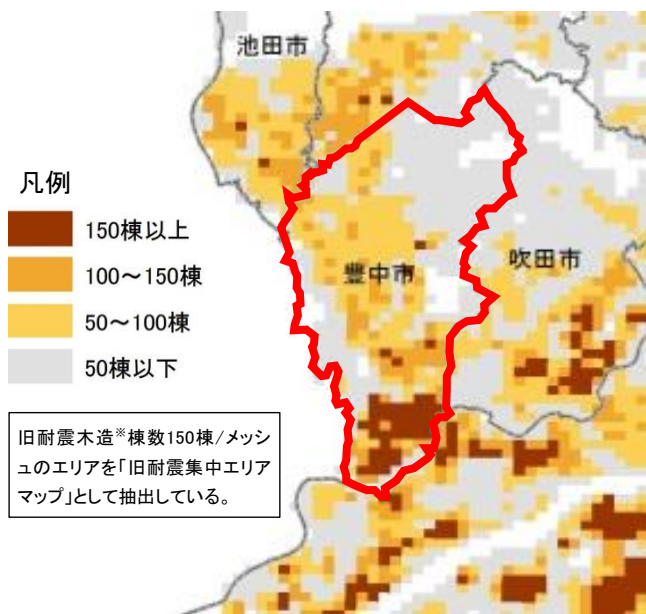 池田市
凡例
150棟以上
100～150棟
50～100棟
50棟以下
豊中市
吹田市
旧耐震木造※棟数150棟/メッシ
ュのエリアを「旧耐震集中エリア
マップ」として抽出している。